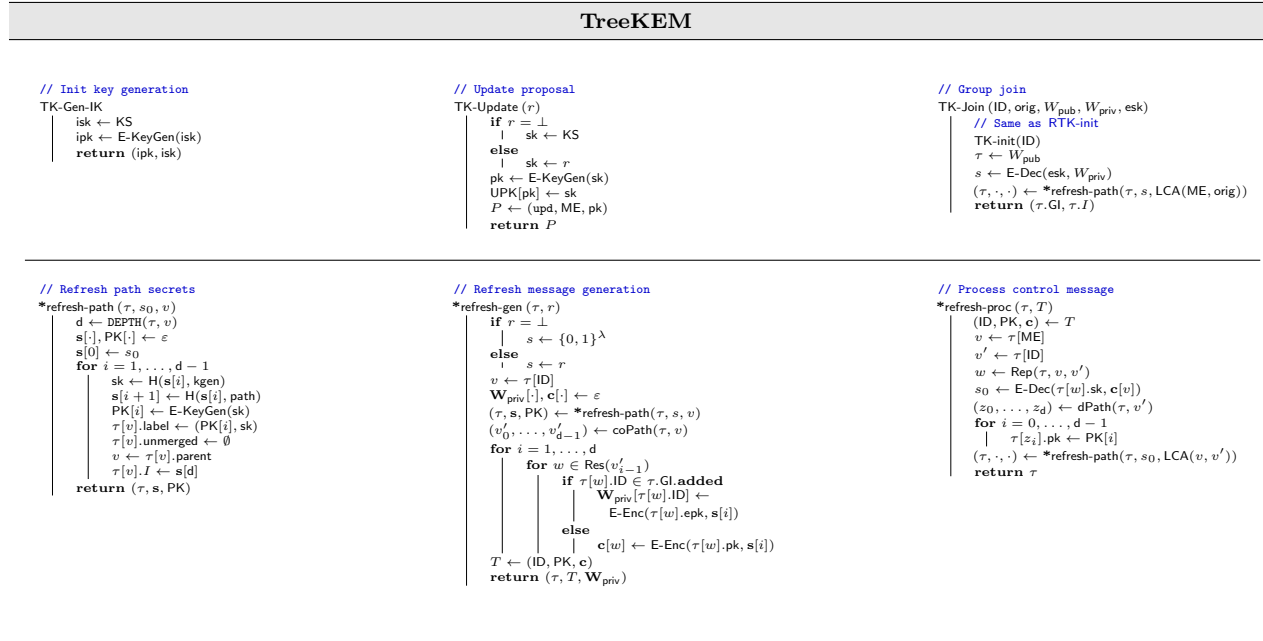 TreeKEM
// Init key generation
TK-Gen-IK
isk ← KS
ipk ← E-KeyGen(isk)
return (ipk, isk)
// Update proposal
TK-Update (r)
if r = ⊥
sk ← KS
else
sk ← r
pk ← E-KeyGen(sk)
UPK[pk] ← sk
P ← (upd, ME, pk)
return P
// Group join
TK-Join (ID, orig, W_pub, W_priv, esk)
// Same as RTK-init
TK-init(ID)
τ ← W_pub
s ← E-Dec(esk, W_priv)
(τ, ·, ·) ← *refresh-path(τ, s, LCA(ME, orig))
return (τ.GI, τ.I)
// Refresh path secrets
*refresh-path (τ, s_0, v)
d ← DEPTH(τ, v)
s[·], PK[·] ← ε
s[0] ← s_0
for i = 1, . . . , d − 1
sk ← H(s[i], kgen)
s[i + 1] ← H(s[i], path)
PK[i] ← E-KeyGen(sk)
τ[v].label ← (PK[i], sk)
τ[v].unmerged ← ∅
v ← τ[v].parent
τ[v].I ← s[d]
return (τ, s, PK)
// Refresh message generation
*refresh-gen (τ, r)
if r = ⊥
s ← {0, 1}^λ
else
s ← r
v ← τ[ID]
W_priv[·], c[·] ← ε
(τ, s, PK) ← *refresh-path(τ, s, v)
(v′_0, . . . , v′_{d−1}) ← coPath(τ, v)
for i = 1, . . . , d
for w ∈ Res(v′_{i−1})
if τ[w].ID ∈ τ.GI.added
W_priv[τ[w].ID] ←
E-Enc(τ[w].epk, s[i])
else
c[w] ← E-Enc(τ[w].pk, s[i])
T ← (ID, PK, c)
return (τ, T, W_priv)
// Process control message
*refresh-proc (τ, T)
(ID, PK, c) ← T
v ← τ[ME]
v′ ← τ[ID]
w ← Rep(τ, v, v′)
s_0 ← E-Dec(τ[w].sk, c[v])
(z_0, . . . , z_d) ← dPath(τ, v′)
for i = 0, . . . , d − 1
τ[z_i].pk ← PK[i]
(τ, ·, ·) ← *refresh-path(τ, s_0, LCA(v, v′))
return τ